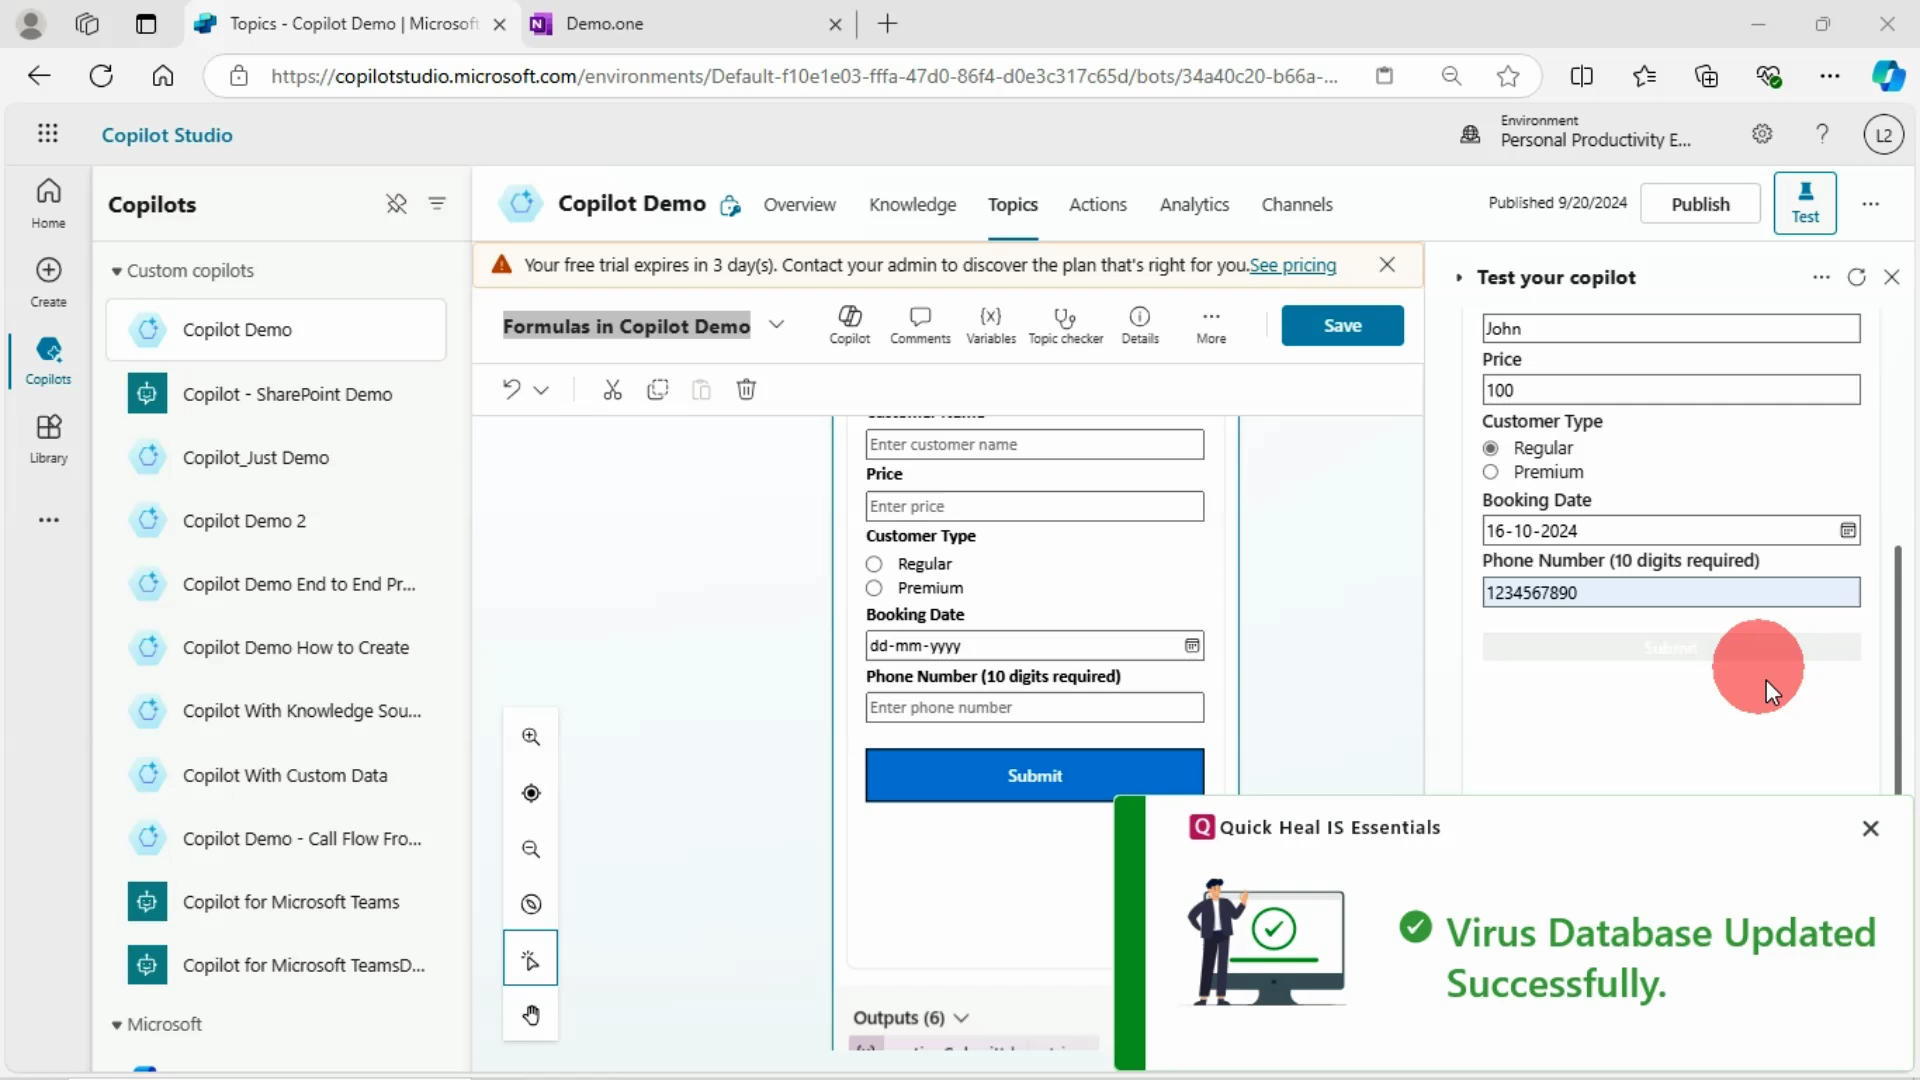 Topics - Copilot Demo | Microsoft
Demo.one
https://copilotstudio.microsoft.com/environments/Default-f10e1e03-fffa-47d0-86f4-d0e3c317c65d/bots/34a40c20-b66a-...
Copilot Studio
Environment
Personal Productivity E...
L2
Home
Create
Copilots
Library
Copilots
Custom copilots
Copilot Demo
Copilot - SharePoint Demo
Copilot_Just Demo
Copilot Demo 2
Copilot Demo End to End Pr...
Copilot Demo How to Create
Copilot With Knowledge Sou...
Copilot With Custom Data
Copilot Demo - Call Flow Fro...
Copilot for Microsoft Teams
Copilot for Microsoft TeamsD...
Microsoft
Copilot Demo
Overview
Knowledge
Topics
Actions
Analytics
Channels
Published 9/20/2024
Publish
Test
Your free trial expires in 3 day(s). Contact your admin to discover the plan that's right for you.See pricing
Formulas in Copilot Demo
Copilot
Comments
{x}
Variables
Topic checker
Details
More
Save
Customer Name
Enter customer name
Price
Enter price
Customer Type
Regular
Premium
Booking Date
dd-mm-yyyy
Phone Number (10 digits required)
Enter phone number
Submit
Outputs (6)
Test your copilot
John
Price
100
Customer Type
Regular
Premium
Booking Date
16-10-2024
Phone Number (10 digits required)
1234567890
Submit
Quick Heal IS Essentials
Virus Database Updated
Successfully.